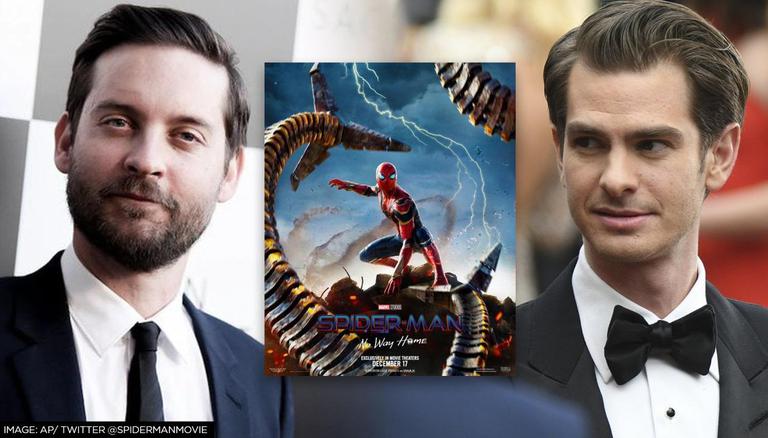 MARVEL STUDIOS
SPIDER-MAN
No Way Home
EXCLUSIVELY IN MOVIE THEATERS
DECEMBER 17
IMAGE: AP/ TWITTER @SPIDERMANMOVIE